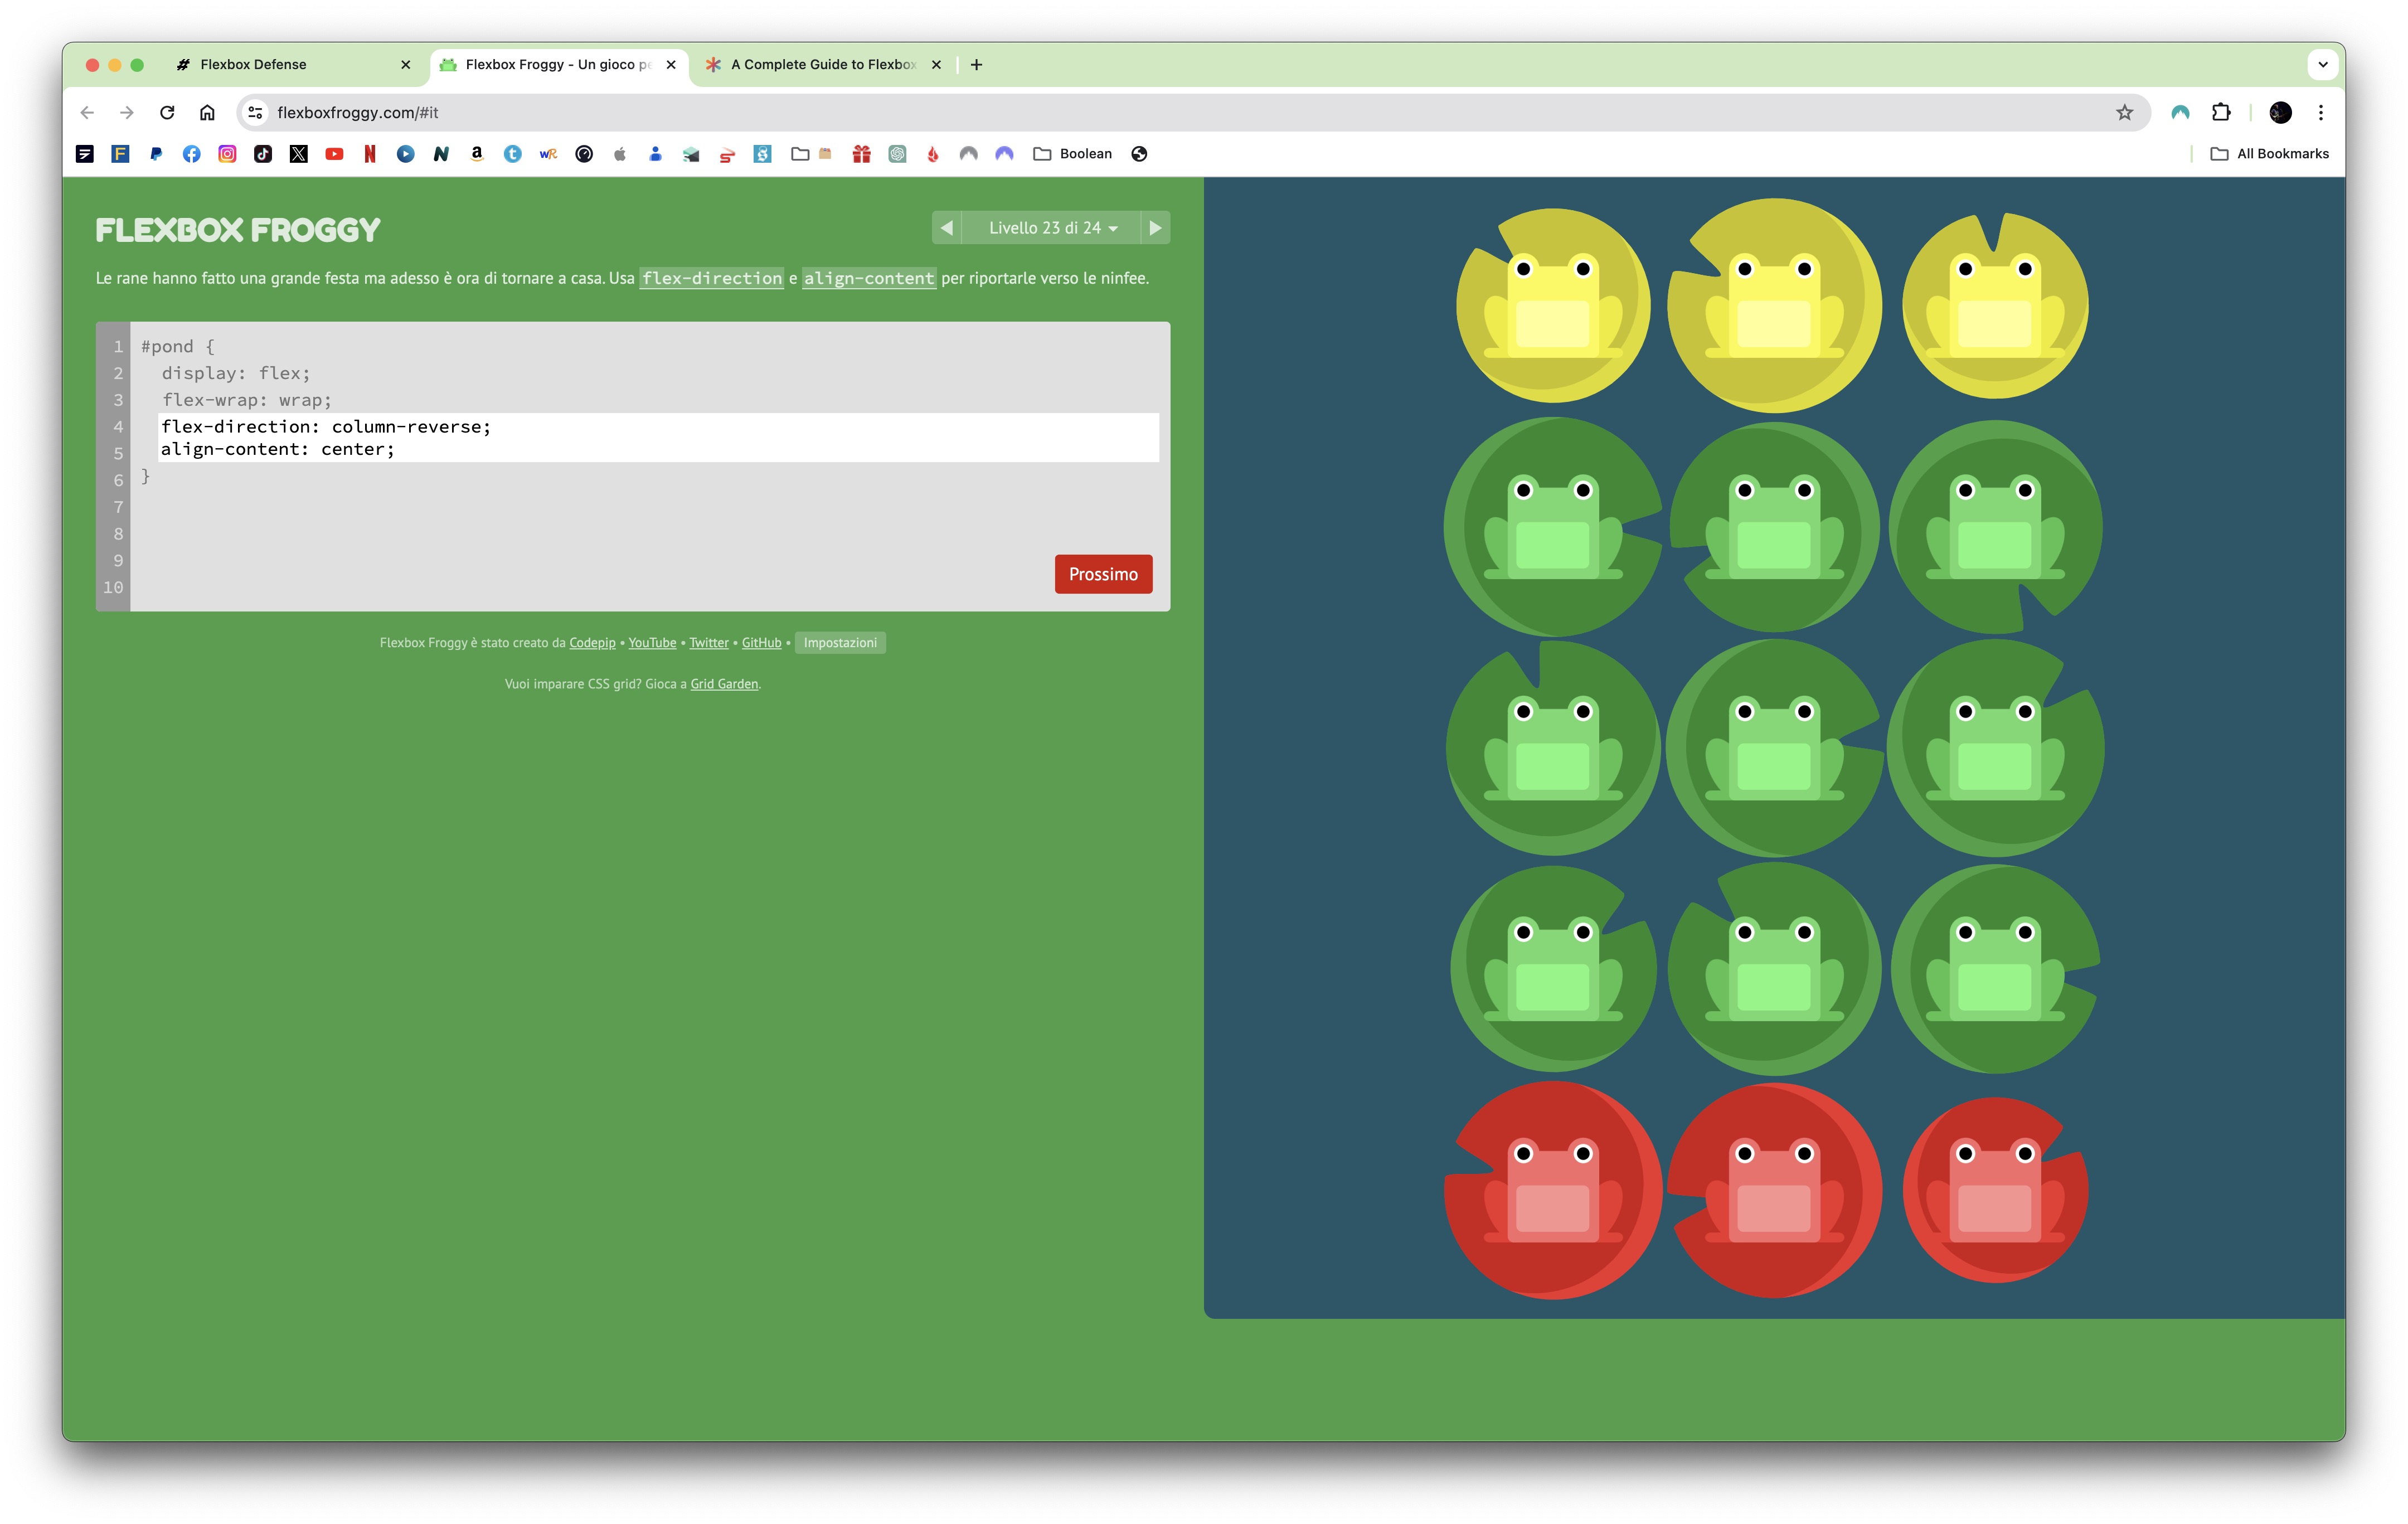 Flexbox Defense
Flexbox Froggy - Un gioco pe
A Complete Guide to Flexbox
flexboxfroggy.com/#it
Boolean
All Bookmarks
FLEXBOX FROGGY
Livello 23 di 24
Le rane hanno fatto una grande festa ma adesso è ora di tornare a casa. Usa flex-direction e align-content per riportarle verso le ninfee.
1 #pond {
2 display: flex;
3 flex-wrap: wrap;
4 flex-direction: column-reverse;
5 align-content: center;
6 }
7
8
9
10
Prossimo
Flexbox Froggy è stato creato da Codepip • YouTube • Twitter • GitHub • Impostazioni
Vuoi imparare CSS grid? Gioca a Grid Garden.